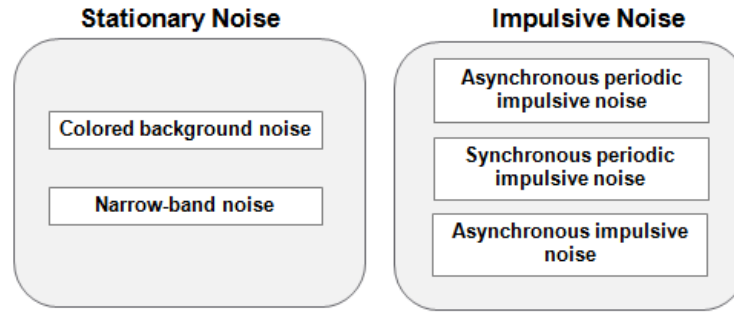 Stationary Noise
Colored background noise
Narrow-band noise
Impulsive Noise
Asynchronous periodic
impulsive noise
Synchronous periodic
impulsive noise
Asynchronous impulsive
noise